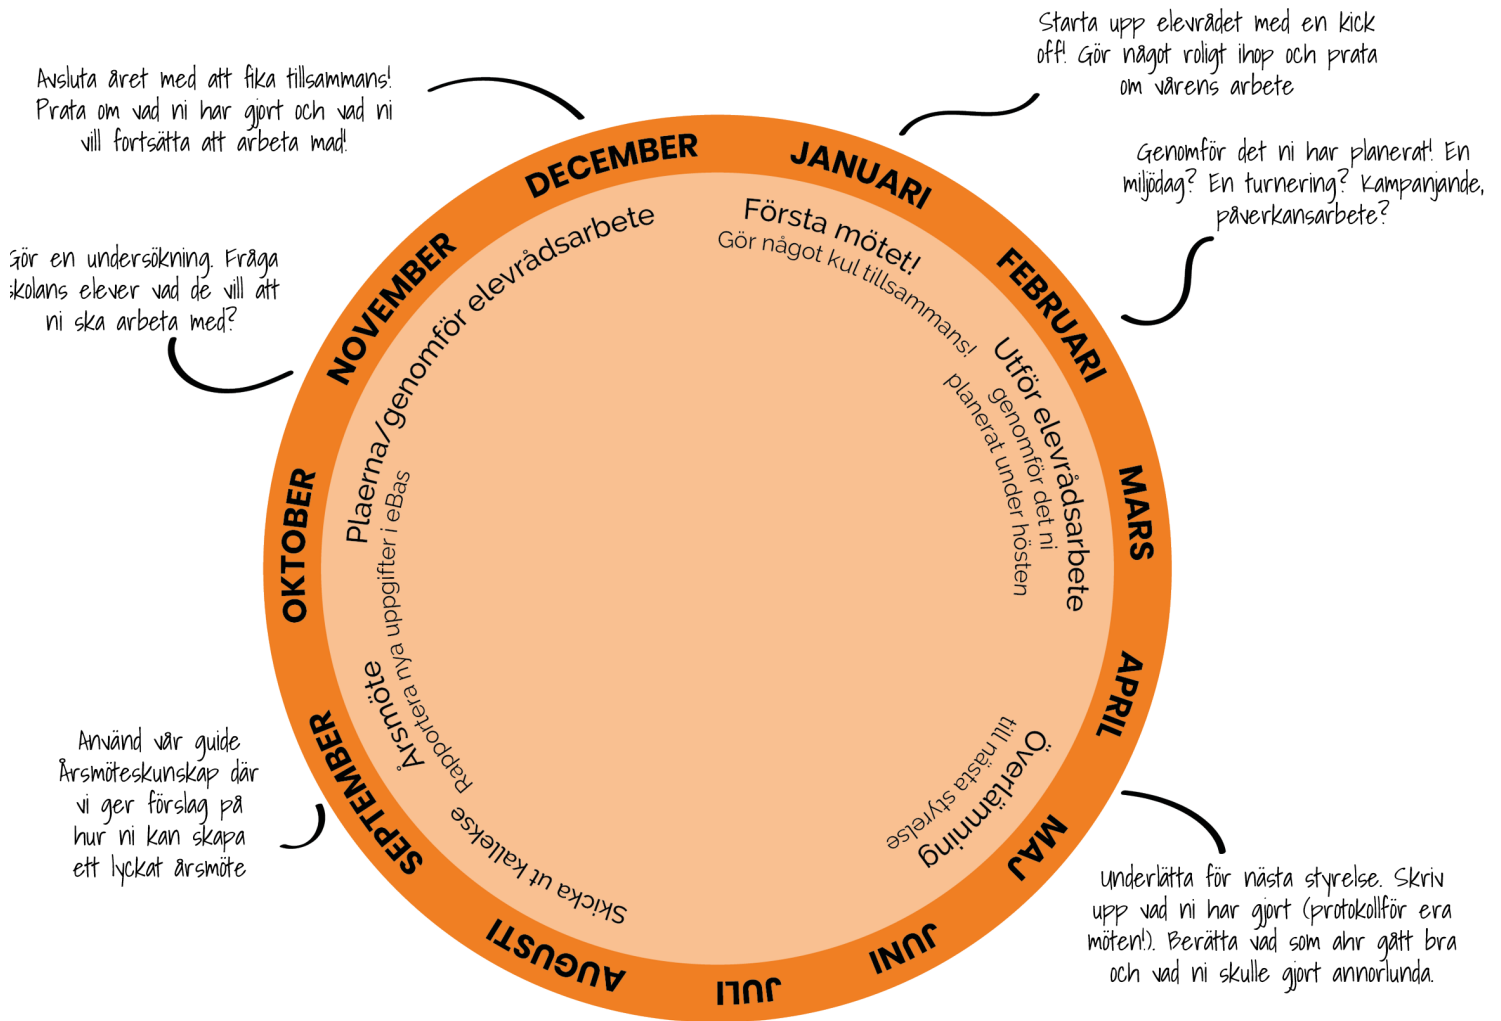 Starta upp elevrådet med en kick
off! Gör något roligt ihop och prata
om vårens arbete
Avsluta året med att fika tillsammans!
Prata om vad ni har gjort och vad ni
vill fortsätta att arbeta mad!
Genomför det ni har planerat! En
miljödag? En turnering? Kampanjande,
påverkansarbete?
Gör en undersökning. Fråga
skolans elever vad de vill att
ni ska arbeta med?
JANUARI
FEBRUARI
MARS
APRIL
MAJ
JUNI
JULI
AUGUSTI
SEPTEMBER
OKTOBER
NOVEMBER
DECEMBER
Första mötet!
Gör något kul tillsammans!
Utför elevrådsarbete
genomför det ni
planerat under hösten
Överlämning
till nästa styrelse
Skicka ut kallekse
Årsmöte
Rapportera nya uppgifter i eBas
Plaerna/genomför elevrådsarbete
Använd vår guide
Årsmöteskunskap där
vi ger förslag på
hur ni kan skapa
ett lyckat årsmöte
Underlätta för nästa styrelse. Skriv
upp vad ni har gjort (protokollför era
möten!). Berätta vad som ahr gått bra
och vad ni skulle gjort annorlunda.